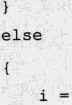 }
else
{
i =